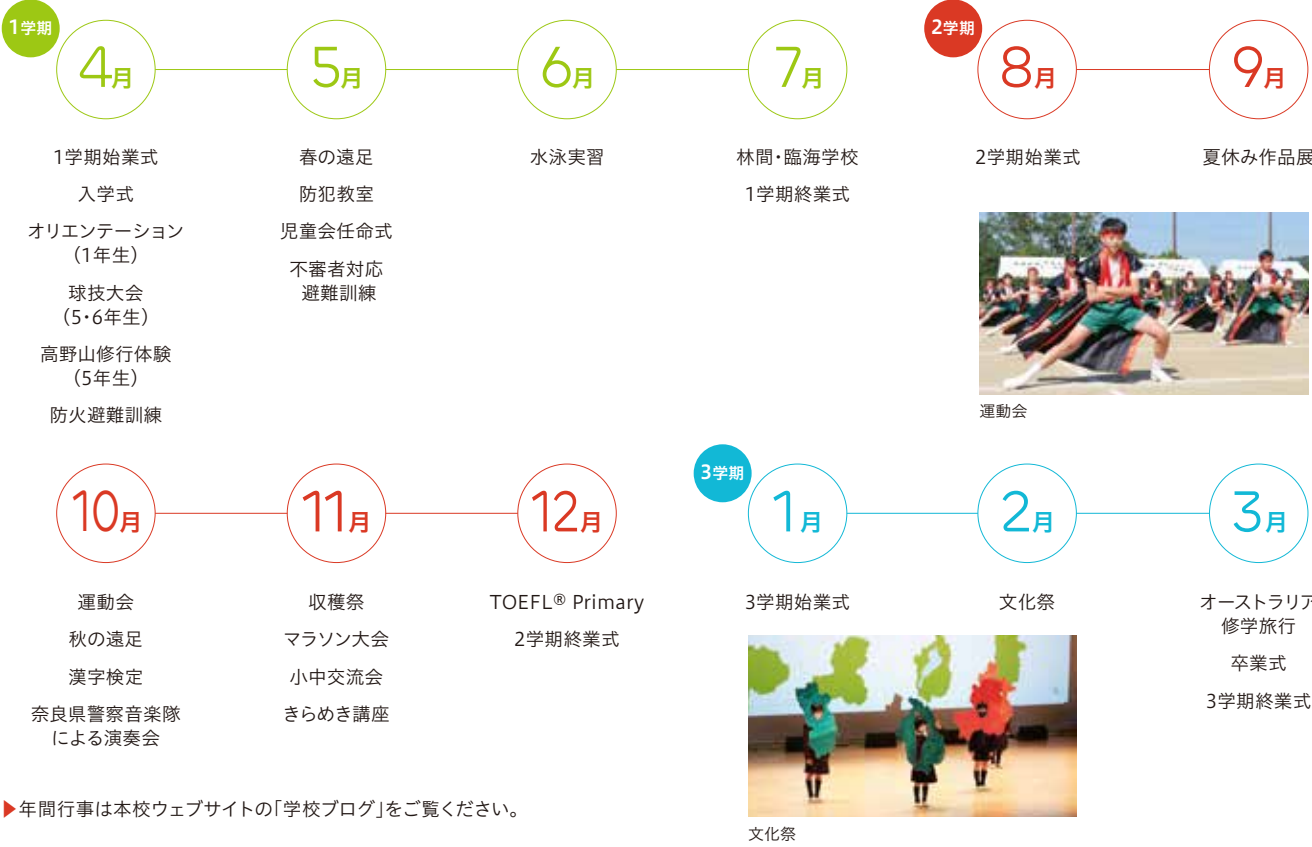 1学期
4月
1学期始業式
入学式
オリエンテーション
(1年生)
球技大会
(5・6年生)
高野山修行体験
(5年生)
防火避難訓練
5月
春の遠足
防犯教室
児童会任命式
不審者対応
避難訓練
6月
水泳実習
7月
林間・臨海学校
1学期終業式
2学期
8月
2学期始業式
9月
夏休み作品展
運動会
10月
運動会
秋の遠足
漢字検定
奈良県警察音楽隊
による演奏会
11月
収穫祭
マラソン大会
小中交流会
きらめき講座
12月
TOEFL® Primary
2学期終業式
3学期
1月
3学期始業式
2月
文化祭
文化祭
3月
オーストラリア
修学旅行
卒業式
3学期終業式
▶年間行事は本校ウェブサイトの「学校ブログ」をご覧ください。